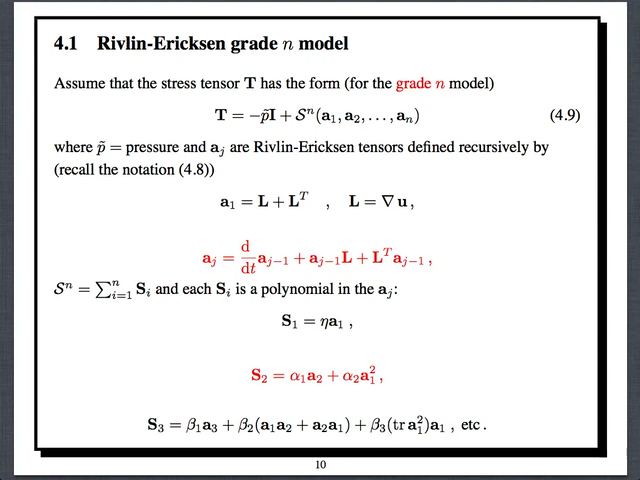 4.1 Rivlin-Ericksen grade n model
Assume that the stress tensor T has the form (for the grade n model)
T = −p̃I + 𝒮ⁿ(a₁, a₂, . . . , aₙ) (4.9)
where p̃ = pressure and aⱼ are Rivlin-Ericksen tensors defined recursively by
(recall the notation (4.8))
a₁ = L + Lᵀ , L = ∇ u ,
aⱼ = d/dt aⱼ₋₁ + aⱼ₋₁L + Lᵀaⱼ₋₁ ,
𝒮ⁿ = ∑ⁿᵢ₌₁ Sᵢ and each Sᵢ is a polynomial in the aⱼ:
S₁ = ηa₁ ,
S₂ = α₁a₂ + α₂a₁² ,
S₃ = β₁a₃ + β₂(a₁a₂ + a₂a₁) + β₃(tr a₁²)a₁ , etc .
10